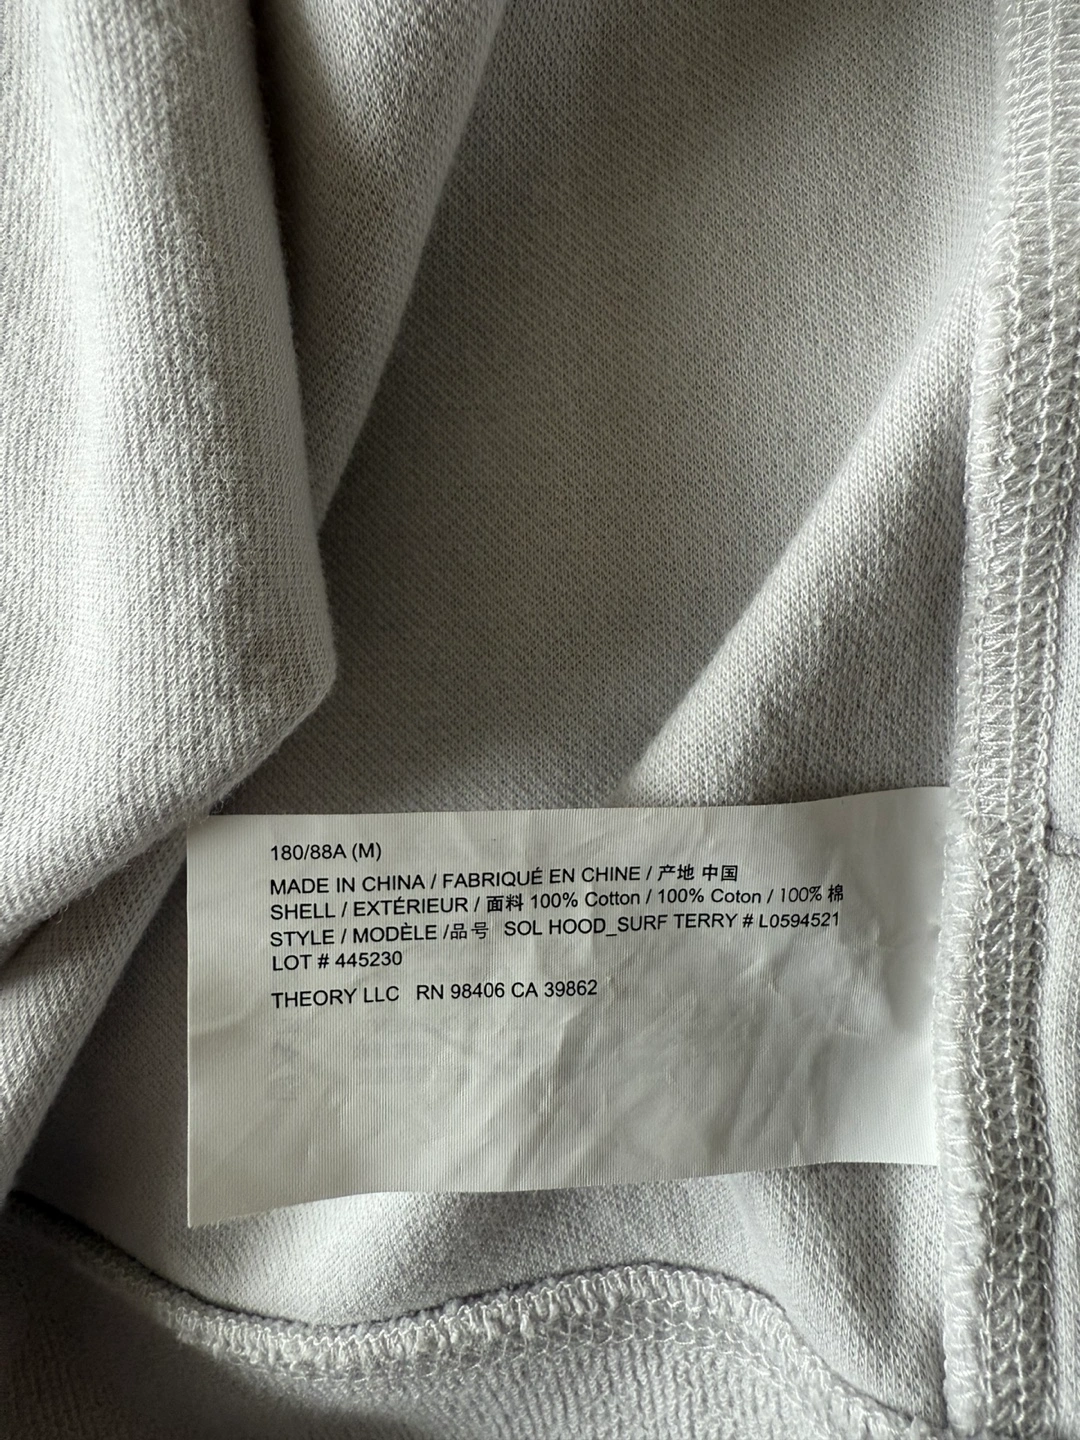 180/88A (M)
MADE IN CHINA / FABRIQUÉ EN CHINE / 产地 中国
SHELL / EXTÉRIEUR / 面料 100% Cotton / 100% Coton / 100% 棉
STYLE / MODÈLE /品号 SOL HOOD_SURF TERRY # L0594521
LOT # 445230
THEORY LLC RN 98406 CA 39862